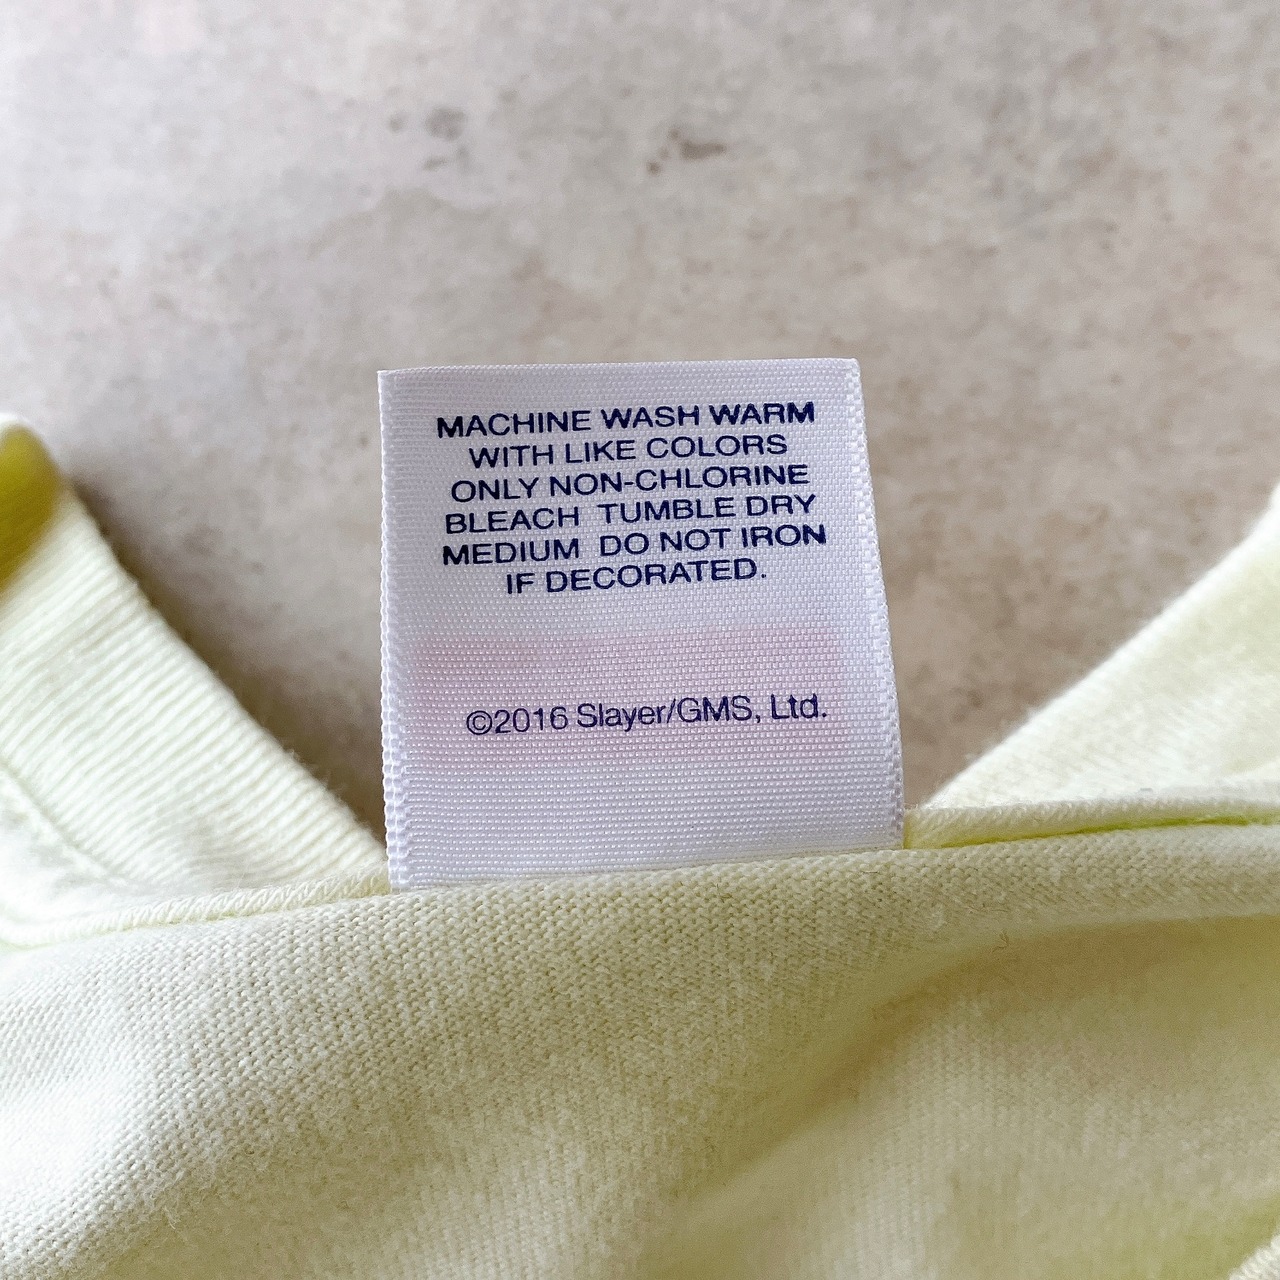 MACHINE WASH WARM
WITH LIKE COLORS
ONLY NON-CHLORINE
BLEACH TUMBLE DRY
MEDIUM DO NOT IRON
IF DECORATED.
©2016 Slayer/GMS, Ltd.